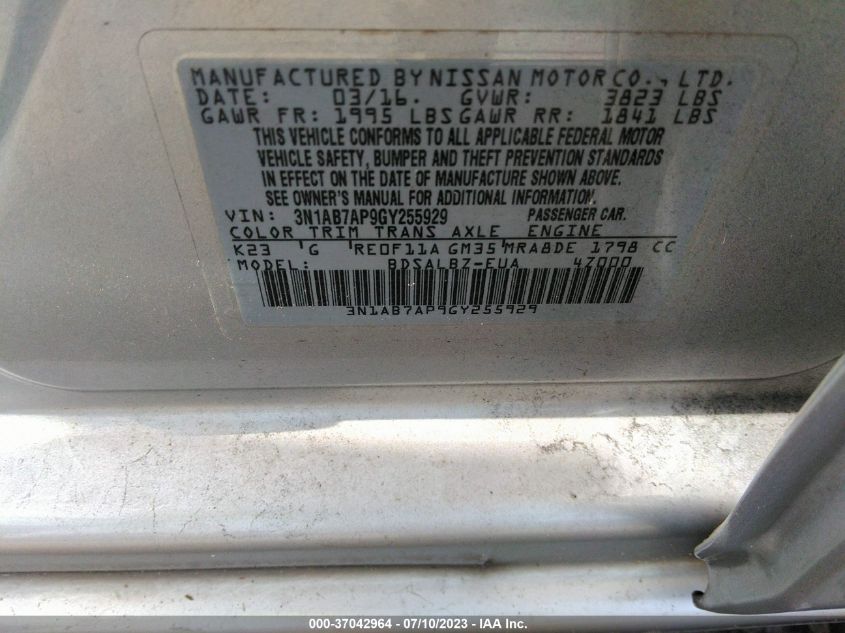 MANUFACTURED BY NISSAN MOTOR CO., LTD.
DATE: 03/16. GVWR: 3823 LBS
GAWR FR: 1995 LBS GAWR RR: 1841 LBS
THIS VEHICLE CONFORMS TO ALL APPLICABLE FEDERAL MOTOR
VEHICLE SAFETY, BUMPER AND THEFT PREVENTION STANDARDS
IN EFFECT ON THE DATE OF MANUFACTURE SHOWN ABOVE.
SEE OWNER'S MANUAL FOR ADDITIONAL INFORMATION.
VIN: 3N1AB7AP9GY255929 PASSENGER CAR.
COLOR TRIM TRANS AXLE ENGINE
K23 'G 'RE0F11A GM35'MRA8DE 1798 CC
MODEL: BDSALBZ-EUA 4Z000
3N1AB7AP9GY255929
000-37042964 - 07/10/2023 - IAA Inc.